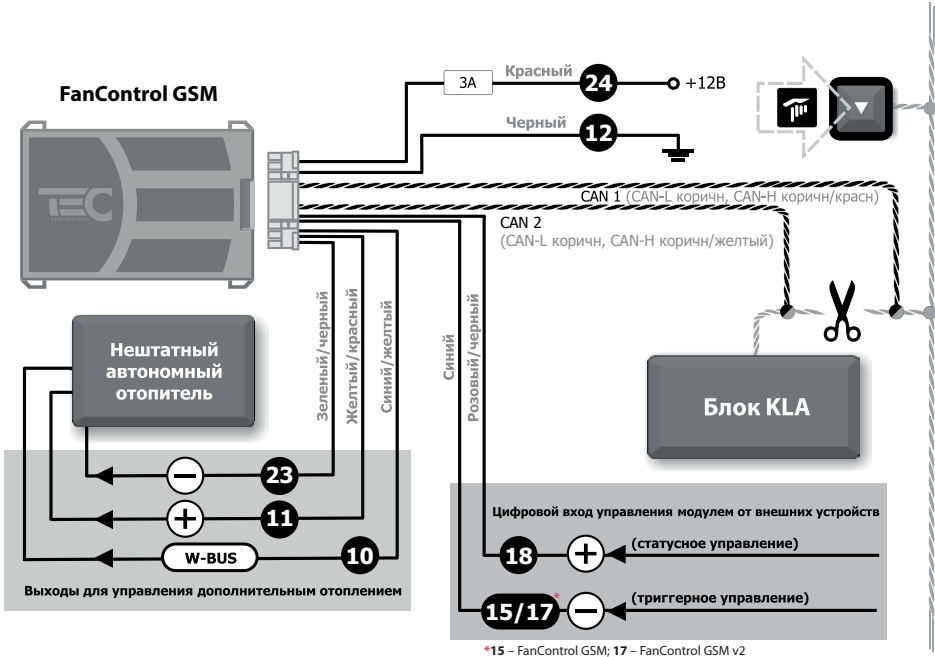 FanControl GSM
3А
Красный
24
+12В
Черный
12
TEC
ELECTRONICS
CAN 1 (CAN-L коричн, CAN-H коричн/красн)
CAN 2
(CAN-L коричн, CAN-H коричн/желтый)
Зеленый/черный
Желтый/красный
Синий/желтый
Синий
Розовый/черный
Нештатный
автономный
отопитель
Блок KLA
23
11
W-BUS
10
Выходы для управления дополнительным отоплением
Цифровой вход управления модулем от внешних устройств
18
(статусное управление)
15/17*
(триггерное управление)
*15 – FanControl GSM; 17 – FanControl GSM v2